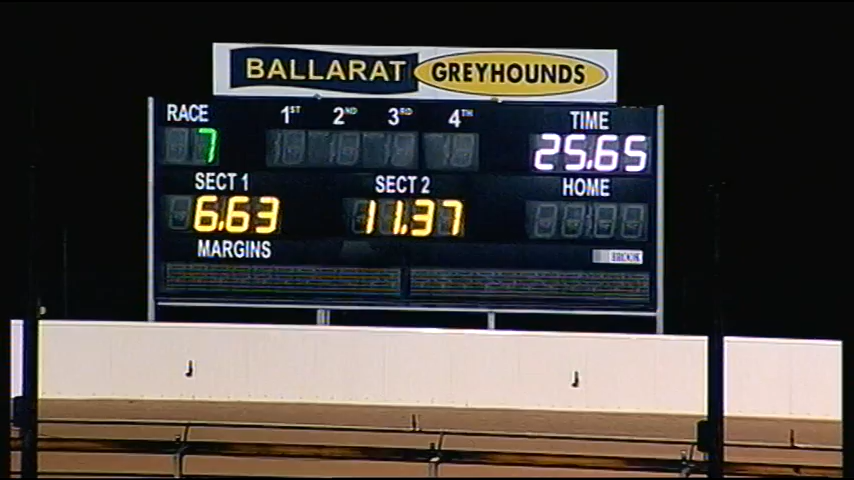 BALLARAT GREYHOUNDS
RACE 1ST 2ND 3RD 4TH TIME
7 25.65
SECT 1 SECT 2 HOME
6.63 11.37
MARGINS BROOK